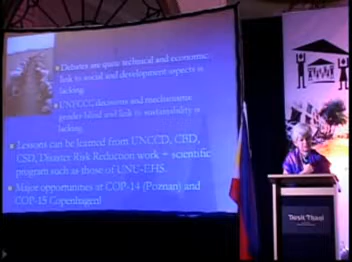 Debates are quite technical and economic.
link to social and development aspects is
lacking.
UNFCCC decisions and mechanisms
gender-blind and link to sustainability is
lacking.
Lessons can be learned from UNCCD, CBD,
CSD, Disaster Risk Reduction work + scientific
program such as those of UNU-EHS.
Major opportunities at COP-14 (Poznan) and
COP-15 Copenhagen!